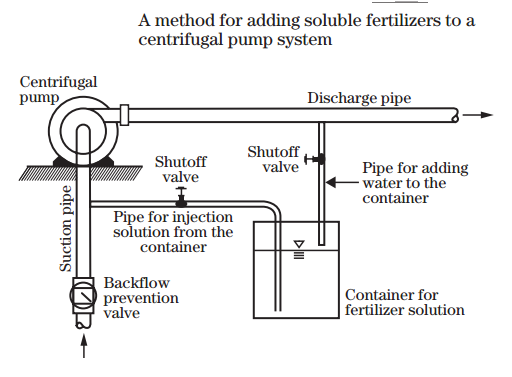 A method for adding soluble fertilizers to a
centrifugal pump system
Centrifugal
pump
Discharge pipe
Shutoff
valve
Shutoff
valve
Pipe for adding
water to the
container
Suction pipe
Pipe for injection
solution from the
container
Backflow
prevention
valve
Container for
fertilizer solution